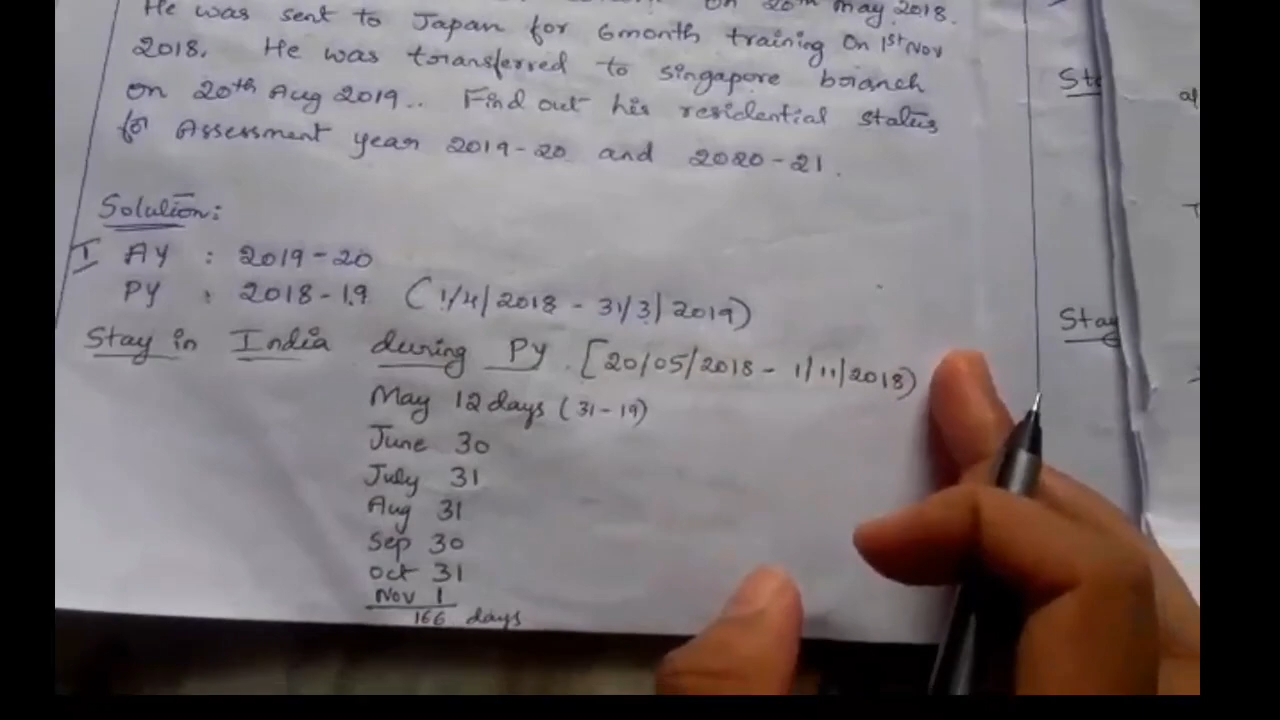 On 20th May 2018.
He was sent to Japan for 6month training On 1st Nov
2018. He was transferred to Singapore branch
on 20th Aug 2019.. Find out his residential status
for Assessment year 2019-20 and 2020-21.
Solution:
I AY : 2019-20
PY : 2018-19 (1/4/2018 - 31/3/2019)
Stay in India during PY. [20/05/2018 - 1/11/2018)
May 12 days (31-19)
June 30
July 31
Aug 31
Sep 30
Oct 31
Nov 1
166 days
Stay